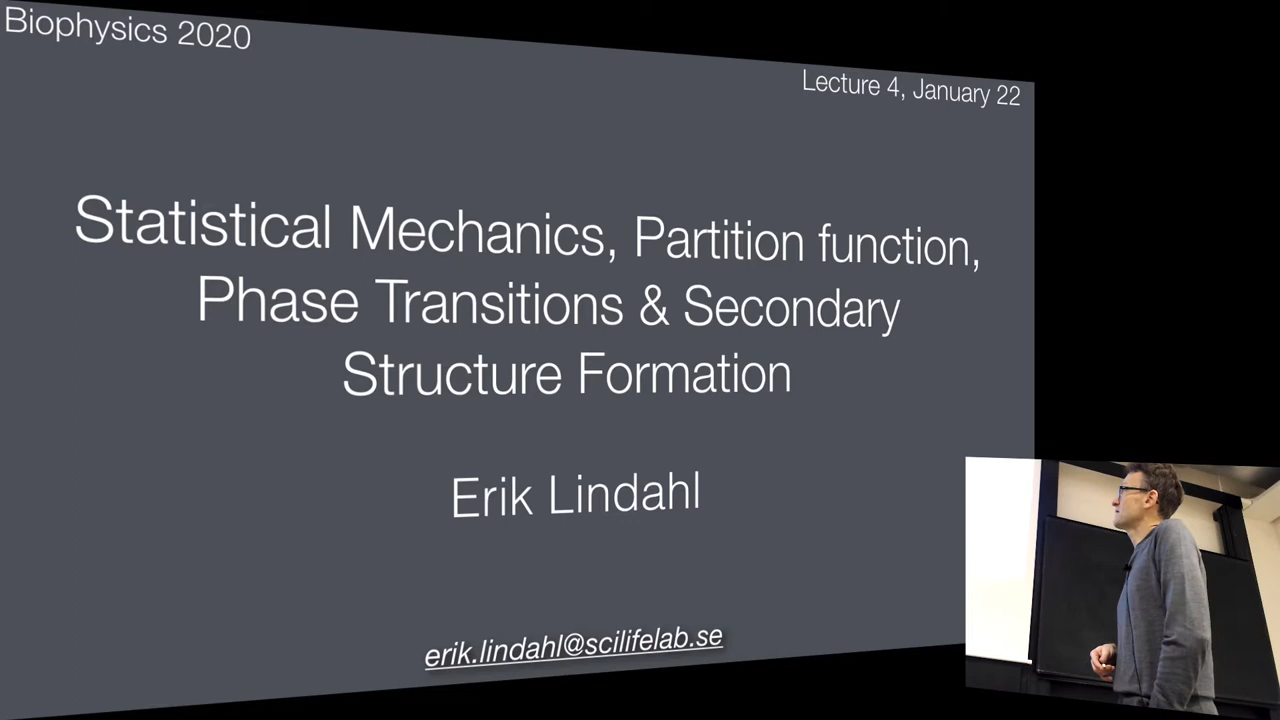 Biophysics 2020
Lecture 4, January 22
Statistical Mechanics, Partition function,
Phase Transitions & Secondary
Structure Formation
Erik Lindahl
erik.lindahl@scilifelab.se